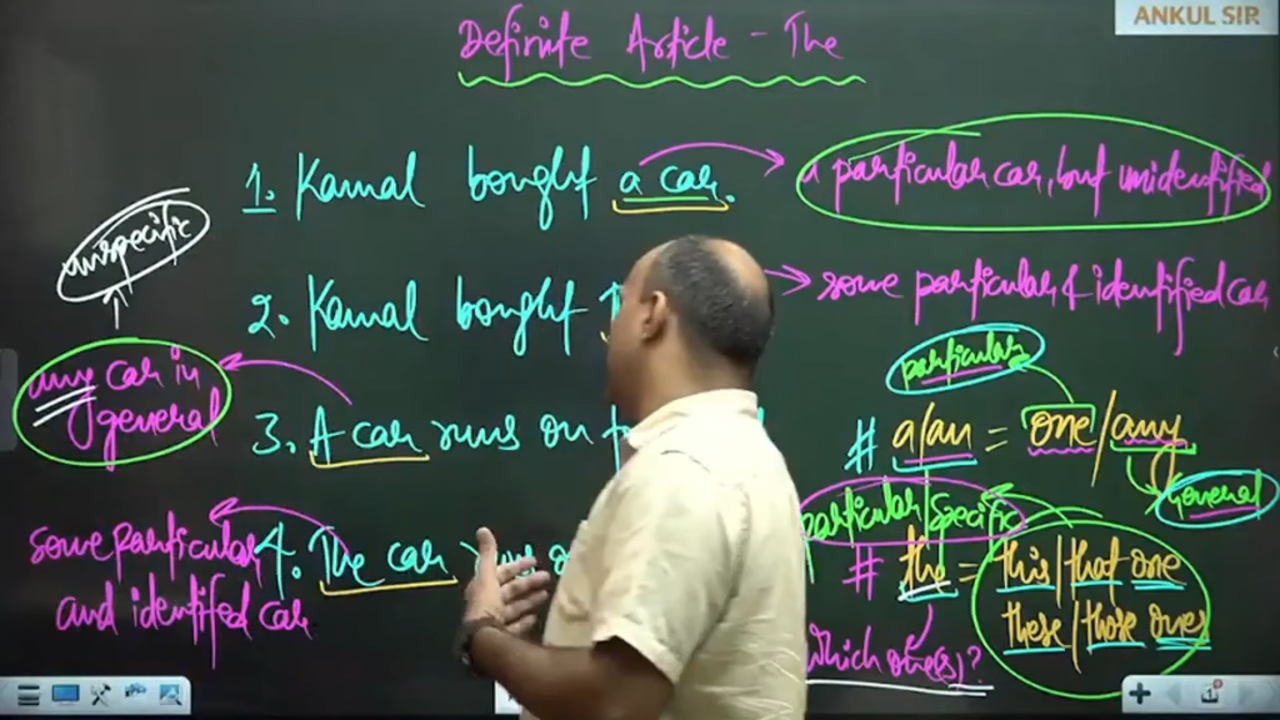 ANKUL SIR
Definite Article - The
1. Kamal bought a car. → a particular car, but unidentified
unspecific
2. Kamal bought → some particular & identified car
particular
any car in general
3. A car runs on
# a/an = one/any
General
particular/specific
some particular and identifed car
4. The car runs
# the = this/that one
these/those ones
Which one(s)?